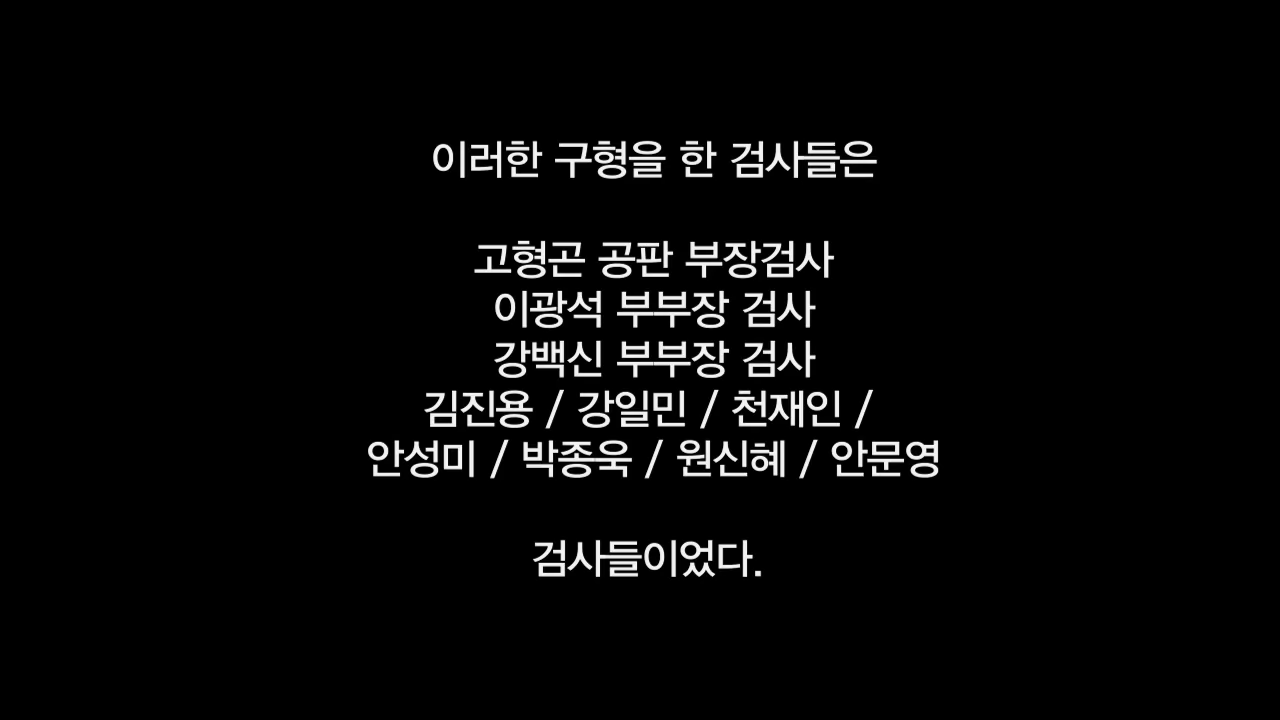 이러한 구형을 한 검사들은
고형곤 공판 부장검사
이광석 부부장 검사
강백신 부부장 검사
김진용 / 강일민 / 천재인 /
안성미 / 박종욱 / 원신혜 / 안문영
검사들이었다.